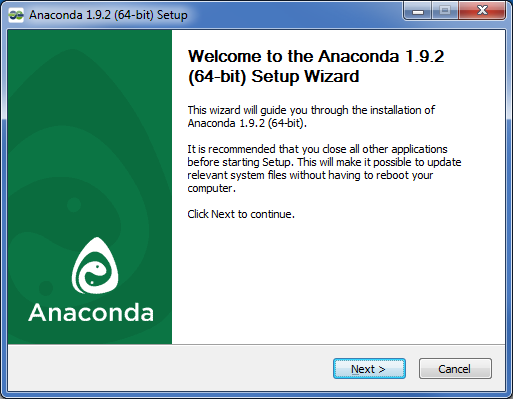 Anaconda 1.9.2 (64-bit) Setup
Welcome to the Anaconda 1.9.2
(64-bit) Setup Wizard
This wizard will guide you through the installation of
Anaconda 1.9.2 (64-bit).
It is recommended that you close all other applications
before starting Setup. This will make it possible to update
relevant system files without having to reboot your
computer.
Click Next to continue.
Anaconda
Next >
Cancel